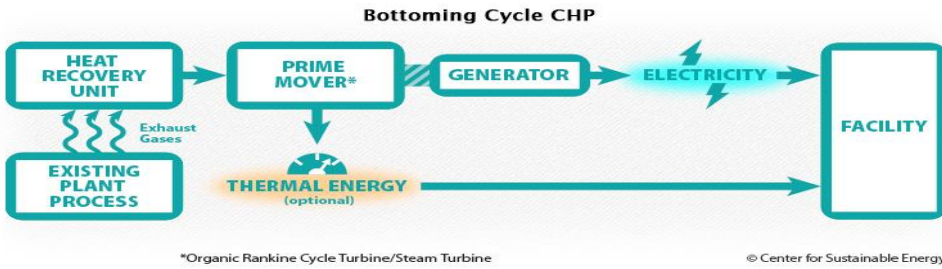 Bottoming Cycle CHP
HEAT
RECOVERY
UNIT
PRIME
MOVER*
GENERATOR
ELECTRICITY
FACILITY
Exhaust
Gases
EXISTING
PLANT
PROCESS
THERMAL ENERGY
(optional)
*Organic Rankine Cycle Turbine/Steam Turbine
© Center for Sustainable Energy